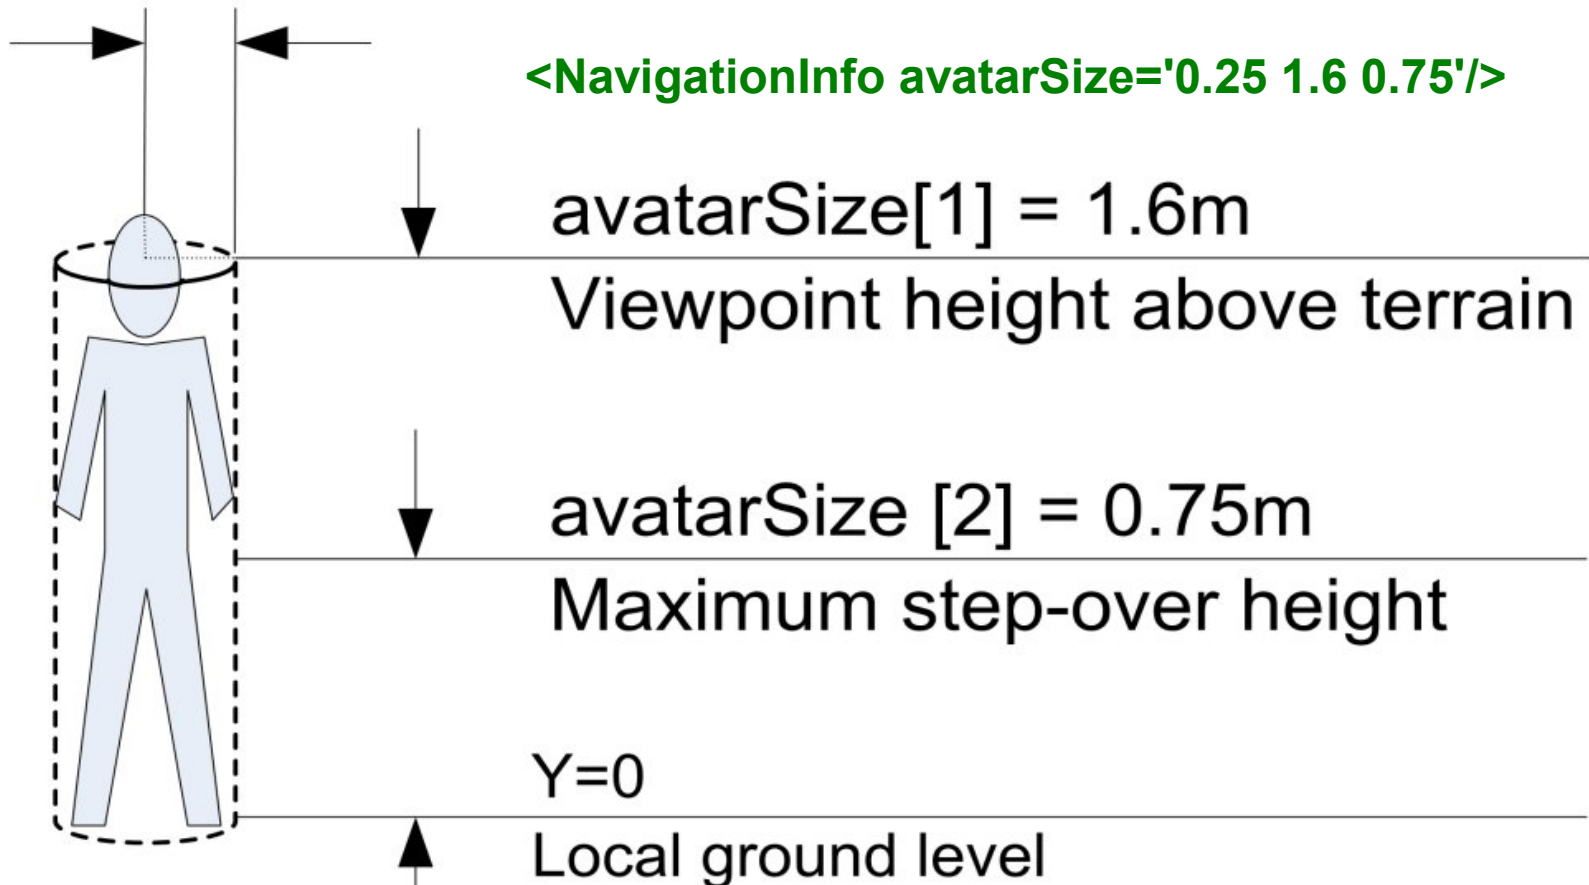 <NavigationInfo avatarSize='0.25 1.6 0.75'/>
avatarSize[1] = 1.6m
Viewpoint height above terrain
avatarSize [2] = 0.75m
Maximum step-over height
Y=0
Local ground level